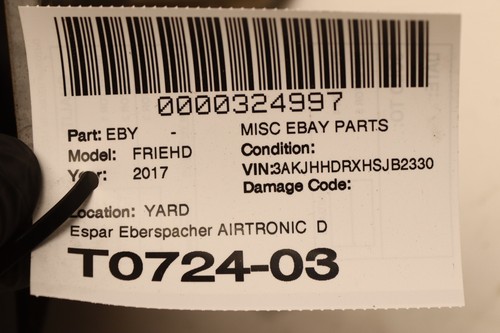 0000324997
Part: EBY - MISC EBAY PARTS
Model: FRIEHD Condition:
Year: 2017 VIN:3AKJHHDRXHSJB2330
Damage Code:
Location: YARD
Espar Eberspacher AIRTRONIC D
T0724-03